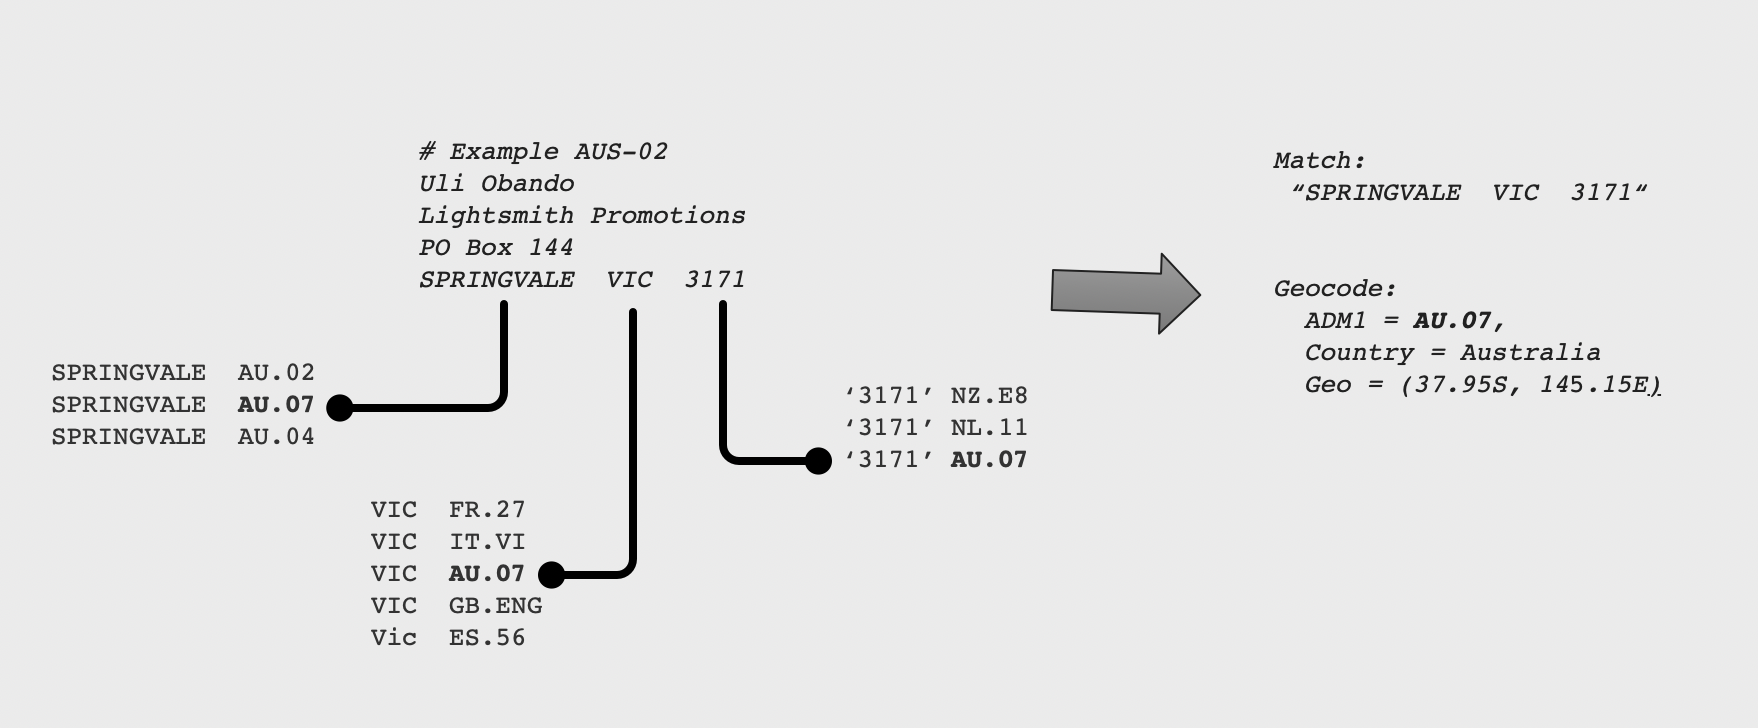 # Example AUS-02
Uli Obando
Lightsmith Promotions
PO Box 144
SPRINGVALE  VIC  3171
SPRINGVALE  AU.02
SPRINGVALE  AU.07
SPRINGVALE  AU.04
VIC  FR.27
VIC  IT.VI
VIC  AU.07
VIC  GB.ENG
Vic  ES.56
‘3171’ NZ.E8
‘3171’ NL.11
‘3171’ AU.07
Match:
“SPRINGVALE  VIC  3171“
Geocode:
ADM1 = AU.07,
Country = Australia
Geo = (37.95S, 145.15E)